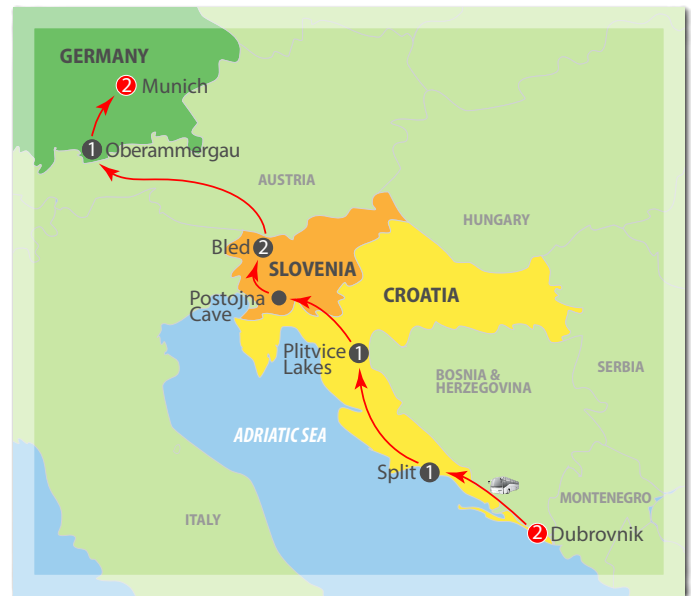 GERMANY
2 Munich
1 Oberammergau
AUSTRIA
HUNGARY
Bled 2
SLOVENIA
Postojna
Cave
CROATIA
Plitvice 1
Lakes
BOSNIA &
HERZEGOVINA
SERBIA
ADRIATIC SEA
Split 1
MONTENEGRO
ITALY
2 Dubrovnik